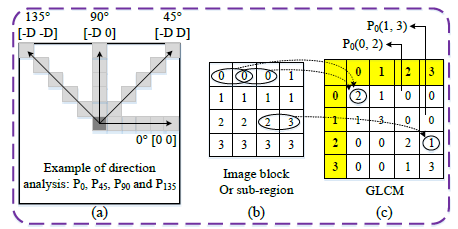 135° 90° 45°
[-D -D] [-D 0] [-D D]
0° [0 0]
Example of direction
analysis: P0, P45, P90 and P135
(a)
0 0 0 1
1 1 1 1
2 2 2 3
3 3 3 3
Image block
Or sub-region
(b)
P0(1, 3)
P0(0, 2)
0 1 2 3
0 2 1 0 0
1 1 3 0 0
2 0 0 2 1
3 0 0 1 3
GLCM
(c)